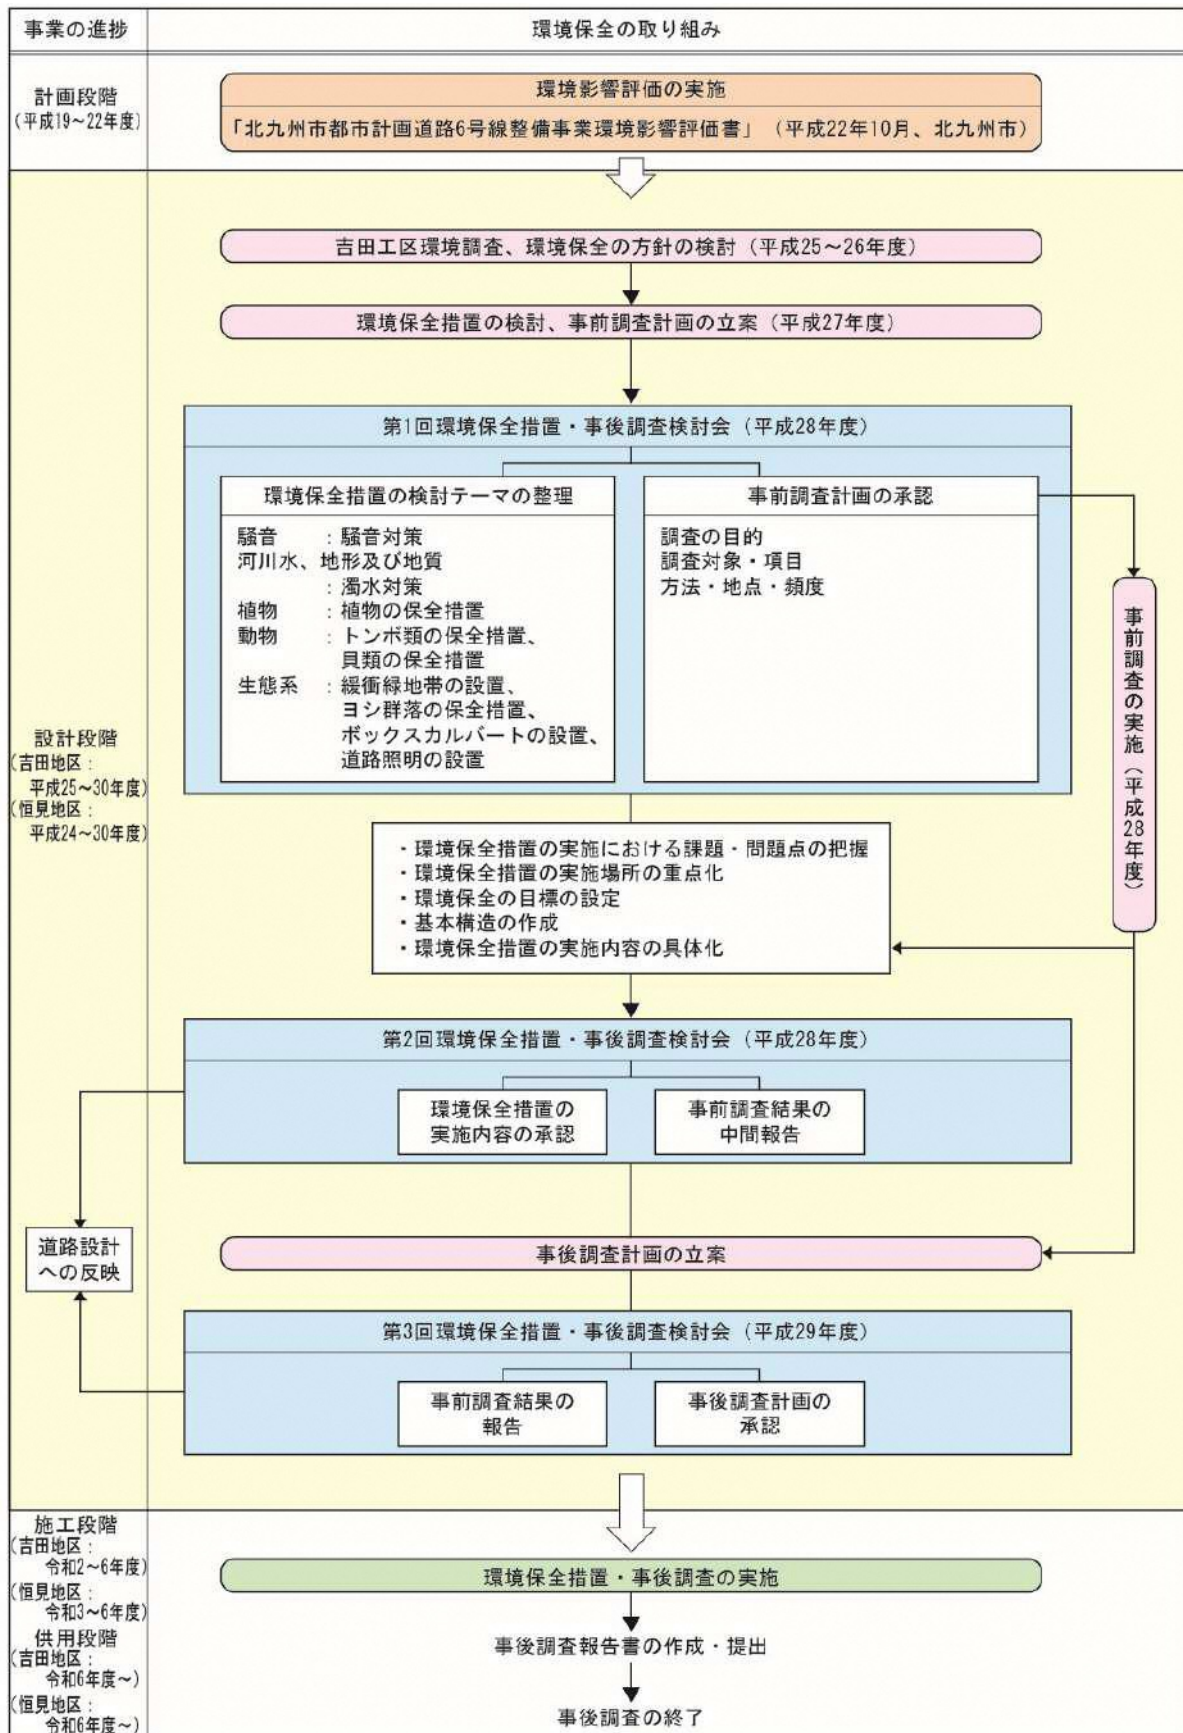 事業の進捗
環境保全の取り組み
計画段階
(平成19~22年度)
環境影響評価の実施
「北九州市都市計画道路6号線整備事業環境影響評価書」(平成22年10月、北九州市)
吉田工区環境調査、環境保全の方針の検討(平成25~26年度)
環境保全措置の検討、事前調査計画の立案(平成27年度)
設計段階
(吉田地区:
平成25~30年度)
(恒見地区:
平成24~30年度)
第1回環境保全措置・事後調査検討会(平成28年度)
環境保全措置の検討テーマの整理
騒音 :騒音対策
河川水、地形及び地質
:濁水対策
植物 :植物の保全措置
動物 :トンボ類の保全措置、
貝類の保全措置
生態系 :緩衝緑地帯の設置、
ヨシ群落の保全措置、
ボックスカルバートの設置、
道路照明の設置
事前調査計画の承認
調査の目的
調査対象・項目
方法・地点・頻度
事前調査の実施(平成28年度)
・環境保全措置の実施における課題・問題点の把握
・環境保全措置の実施場所の重点化
・環境保全の目標の設定
・基本構造の作成
・環境保全措置の実施内容の具体化
第2回環境保全措置・事後調査検討会(平成28年度)
環境保全措置の
実施内容の承認
事前調査結果の
中間報告
道路設計
への反映
事後調査計画の立案
第3回環境保全措置・事後調査検討会(平成29年度)
事前調査結果の
報告
事後調査計画の
承認
施工段階
(吉田地区:
令和2~6年度)
(恒見地区:
令和3~6年度)
環境保全措置・事後調査の実施
供用段階
(吉田地区:
令和6年度~)
(恒見地区:
令和6年度~)
事後調査報告書の作成・提出
事後調査の終了